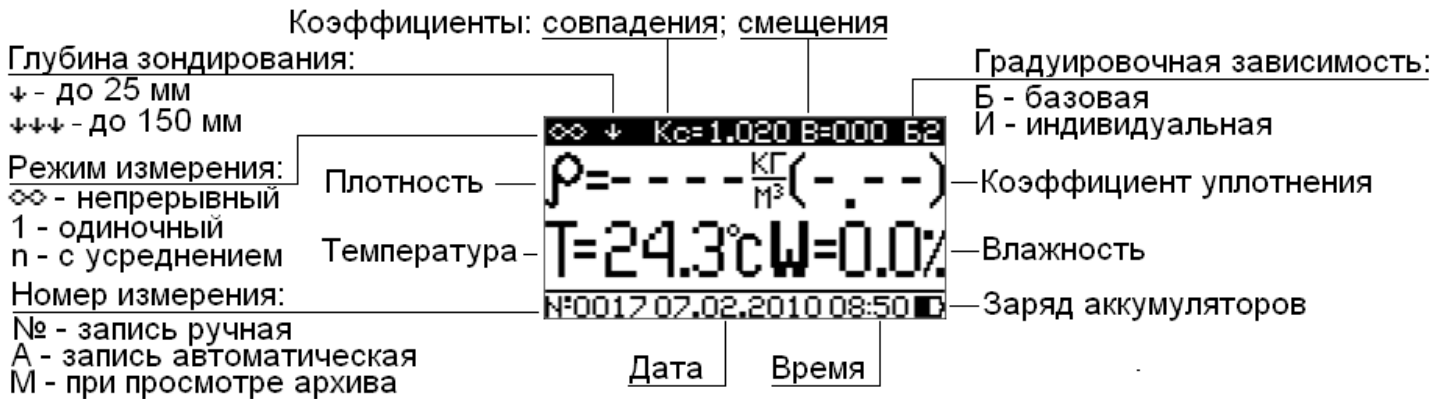 Коэффициенты: совпадения; смещения
Глубина зондирования:
↓ - до 25 мм
↓↓↓ - до 150 мм
Режим измерения:
∞ - непрерывный
1 - одиночный
n - с усреднением
Номер измерения:
№ - запись ручная
А - запись автоматическая
М - при просмотре архива
Плотность
Температура
∞ ↓ Кс=1.020 В=000 Б2
ρ=- - - - кг/м³(-.- -)
T=24.3°C W=0.0%
№0017 07.02.2010 08:50
Дата
Время
Градуировочная зависимость:
Б - базовая
И - индивидуальная
Коэффициент уплотнения
Влажность
Заряд аккумуляторов